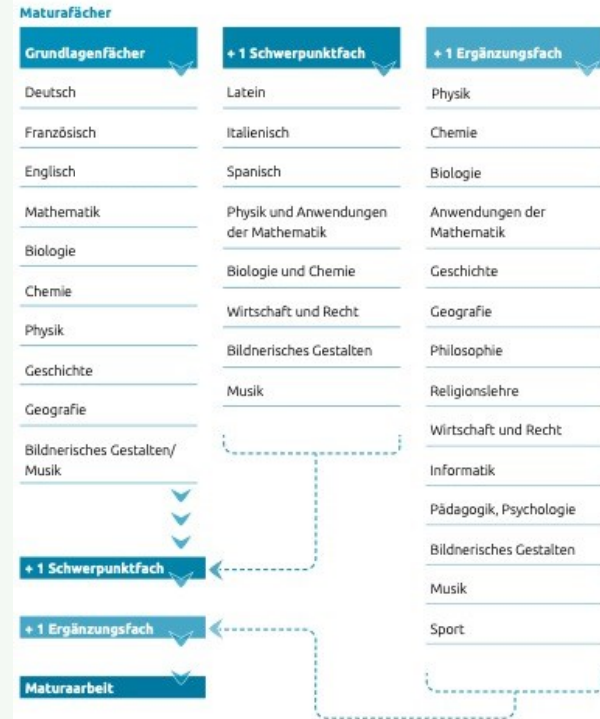 Maturafächer
Grundlagenfächer
Deutsch
Französisch
Englisch
Mathematik
Biologie
Chemie
Physik
Geschichte
Geografie
Bildnerisches Gestalten/
Musik
+ 1 Schwerpunktfach
+ 1 Ergänzungsfach
Maturaarbeit
+ 1 Schwerpunktfach
Latein
Italienisch
Spanisch
Physik und Anwendungen
der Mathematik
Biologie und Chemie
Wirtschaft und Recht
Bildnerisches Gestalten
Musik
+ 1 Ergänzungsfach
Physik
Chemie
Biologie
Anwendungen der
Mathematik
Geschichte
Geografie
Philosophie
Religionslehre
Wirtschaft und Recht
Informatik
Pädagogik, Psychologie
Bildnerisches Gestalten
Musik
Sport